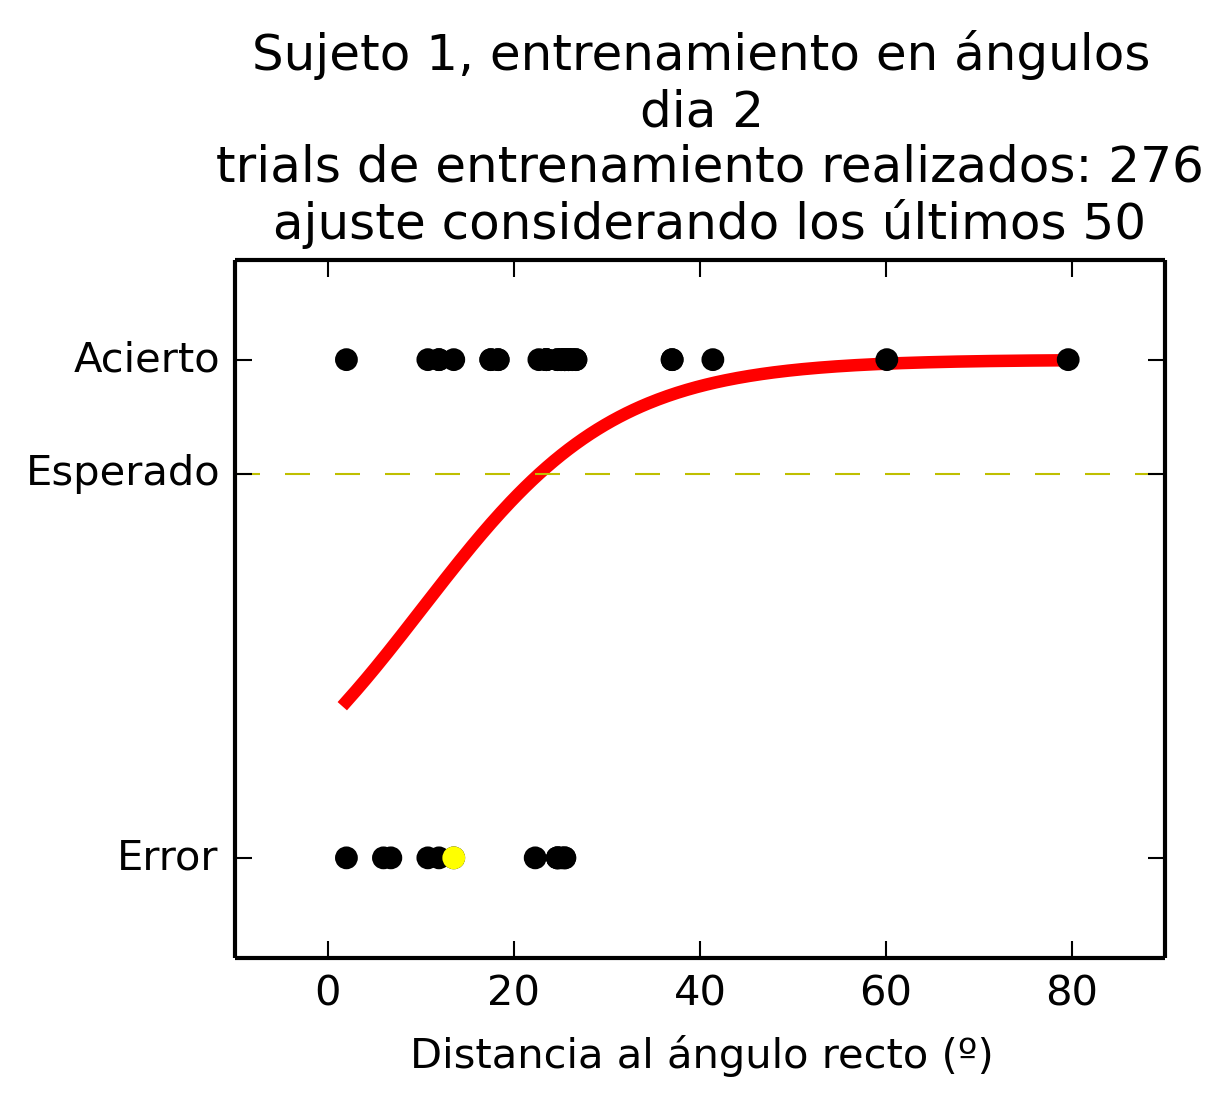 Sujeto 1, entrenamiento en ángulos
dia 2
trials de entrenamiento realizados: 276
ajuste considerando los últimos 50
Acierto
Esperado
Error
0 20 40 60 80
Distancia al ángulo recto (º)